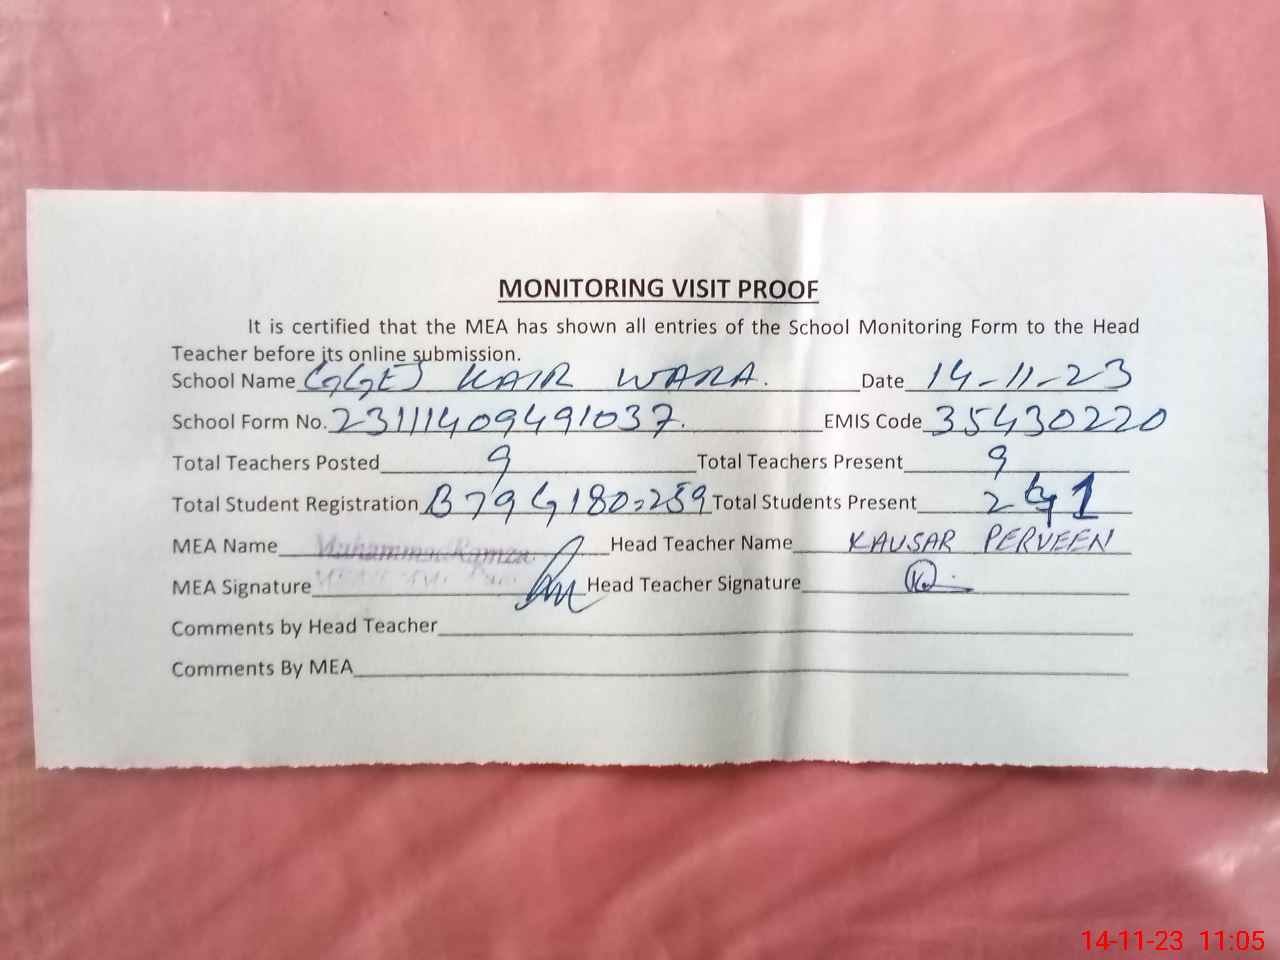 MONITORING VISIT PROOF
It is certified that the MEA has shown all entries of the School Monitoring Form to the Head
Teacher before its online submission.
School Name GGES KAIR WARA. Date 14-11-23
School Form No. 23111409491037. EMIS Code 35430220
Total Teachers Posted 9 Total Teachers Present 9
Total Student Registration B79 G180=259 Total Students Present 241
MEA Name Muhammad Ramzan Head Teacher Name KAUSAR PERVEEN
MEA Signature Head Teacher Signature
Comments by Head Teacher
Comments By MEA
14-11-23 11:05